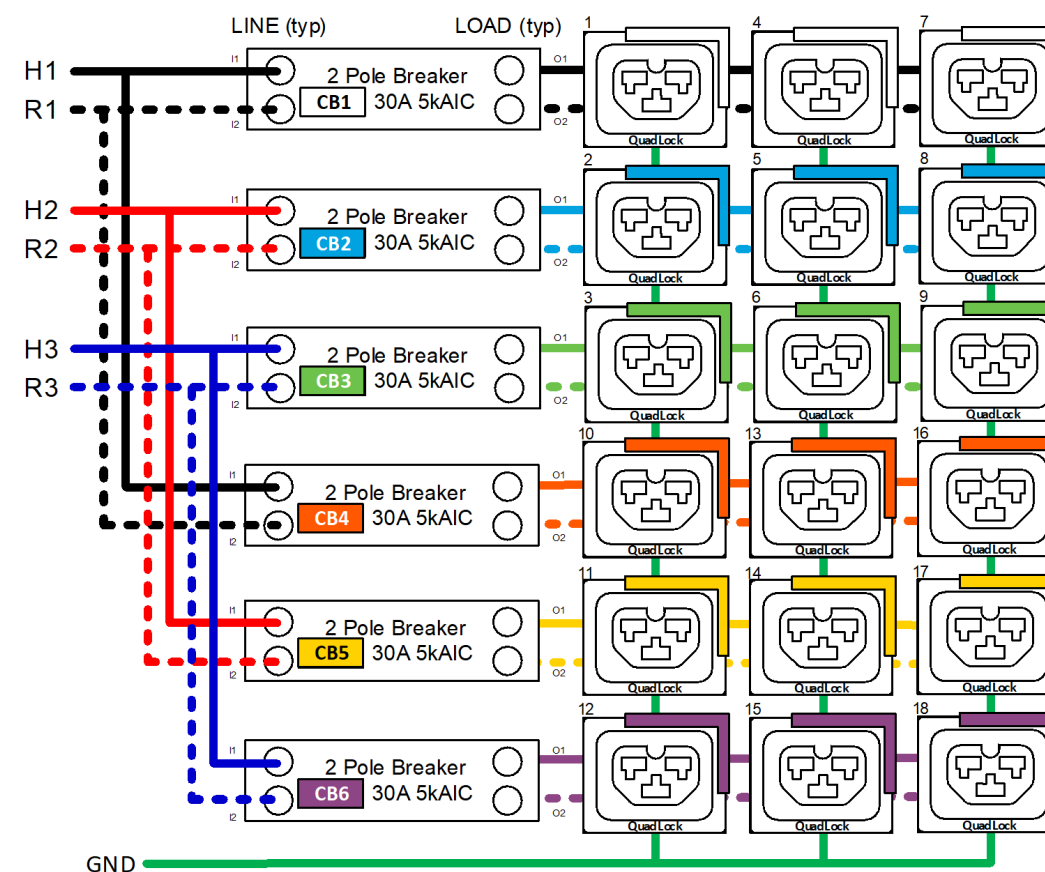 LINE (typ) LOAD (typ) 1 4 7
H1 I1 2 Pole Breaker O1
R1 I2 CB1 30A 5kAIC O2
QuadLock QuadLock QuadLock
2 5 8
H2 I1 2 Pole Breaker O1
R2 I2 CB2 30A 5kAIC O2
QuadLock QuadLock QuadLock
3 6 9
H3 I1 2 Pole Breaker O1
R3 I2 CB3 30A 5kAIC O2
QuadLock QuadLock QuadLock
10 13 16
I1 2 Pole Breaker O1
I2 CB4 30A 5kAIC O2
QuadLock QuadLock QuadLock
11 14 17
I1 2 Pole Breaker O1
I2 CB5 30A 5kAIC O2
QuadLock QuadLock QuadLock
12 15 18
I1 2 Pole Breaker O1
I2 CB6 30A 5kAIC O2
QuadLock QuadLock QuadLock
GND